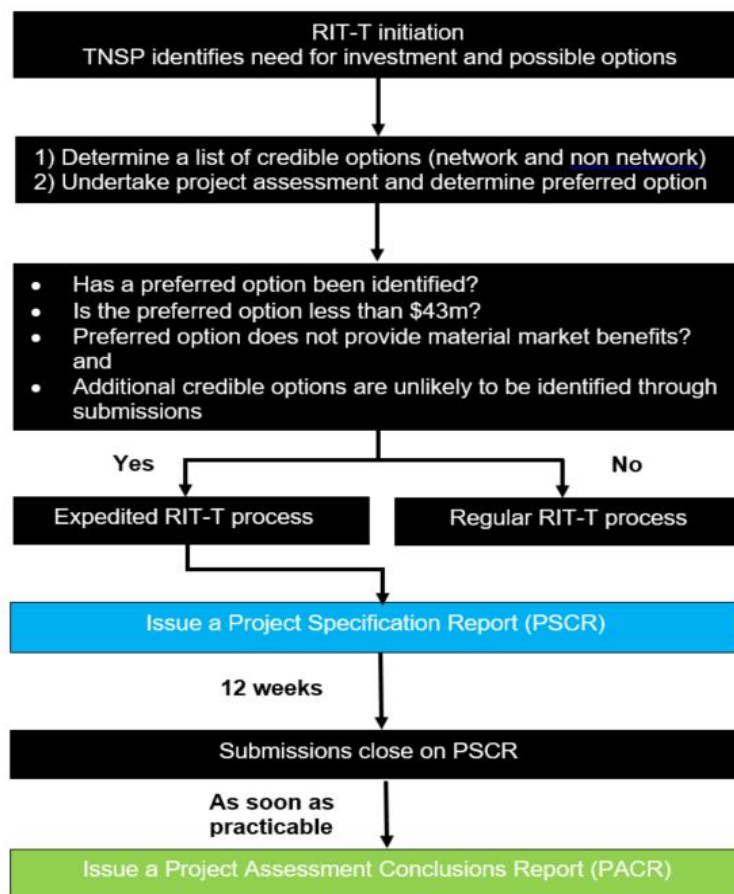 RIT-T initiation
TNSP identifies need for investment and possible options
1) Determine a list of credible options (network and non network)
2) Undertake project assessment and determine preferred option
• Has a preferred option been identified?
• Is the preferred option less than $43m?
• Preferred option does not provide material market benefits?
and
• Additional credible options are unlikely to be identified through
submissions
Yes
No
Expedited RIT-T process
Regular RIT-T process
Issue a Project Specification Report (PSCR)
12 weeks
Submissions close on PSCR
As soon as
practicable
Issue a Project Assessment Conclusions Report (PACR)